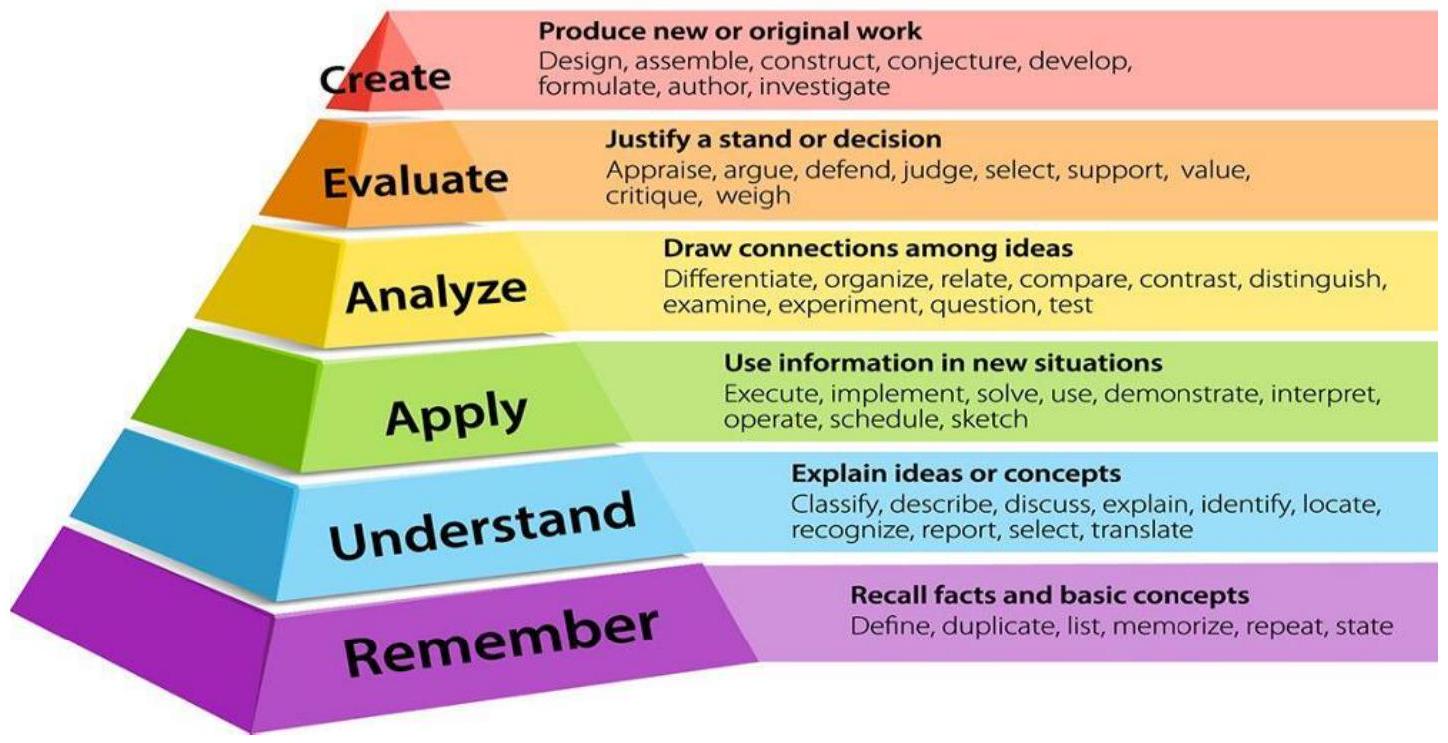 Create
Produce new or original work
Design, assemble, construct, conjecture, develop,
formulate, author, investigate
Evaluate
Justify a stand or decision
Appraise, argue, defend, judge, select, support, value,
critique, weigh
Analyze
Draw connections among ideas
Differentiate, organize, relate, compare, contrast, distinguish,
examine, experiment, question, test
Apply
Use information in new situations
Execute, implement, solve, use, demonstrate, interpret,
operate, schedule, sketch
Understand
Explain ideas or concepts
Classify, describe, discuss, explain, identify, locate,
recognize, report, select, translate
Remember
Recall facts and basic concepts
Define, duplicate, list, memorize, repeat, state